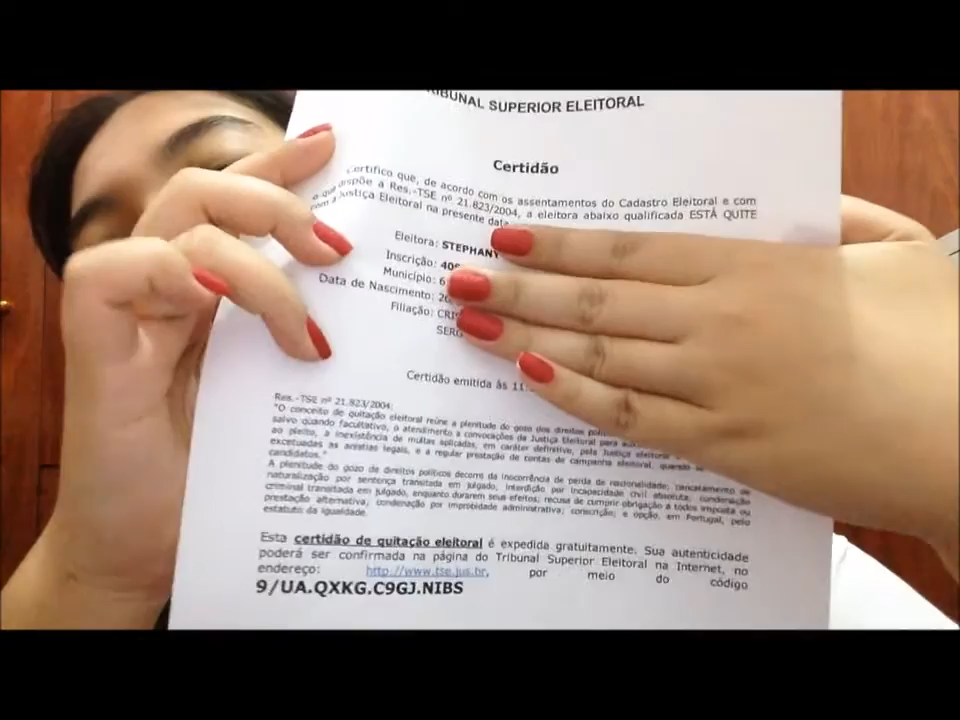 TRIBUNAL SUPERIOR ELEITORAL
Certidão
Certifico que, de acordo com os assentamentos do Cadastro Eleitoral e com
o que dispõe a Res.-TSE nº 21.823/2004, a eleitora abaixo qualificada ESTÁ QUITE
com a Justiça Eleitoral na presente data
Eleitora: STEPHANY
Inscrição: 40
Município: 6
Data de Nascimento: 20
Filiação: CRIS
SERG
Certidão emitida às 11:
Res.-TSE nº 21.823/2004:
"O conceito de quitação eleitoral reúne a plenitude do gozo dos direitos
salvo quando facultativo, o atendimento a convocações da Justiça Eleitoral para
ao pleito, a inexistência de multas aplicadas, em caráter definitivo, pela Justiça eleitoral
excetuadas as anistias legais, e a regular prestação de contas de campanha eleitoral, quando
candidatos."
A plenitude do gozo de direitos políticos decorre da inocorrência de perda de nacionalidade; cancelamento de
naturalização por sentença transitada em julgado; interdição por incapacidade civil absoluta; condenação
criminal transitada em julgado, enquanto durarem seus efeitos; recusa de cumprir obrigação a todos imposta ou
prestação alternativa; condenação por improbidade administrativa; conscrição; e opção, em Portugal, pelo
estatuto da igualdade.
Esta certidão de quitação eleitoral é expedida gratuitamente. Sua autenticidade
poderá ser confirmada na página do Tribunal Superior Eleitoral na Internet, no
endereço: http://www.tse.jus.br, por meio do código
9/UA.QXKG.C9GJ.NIBS